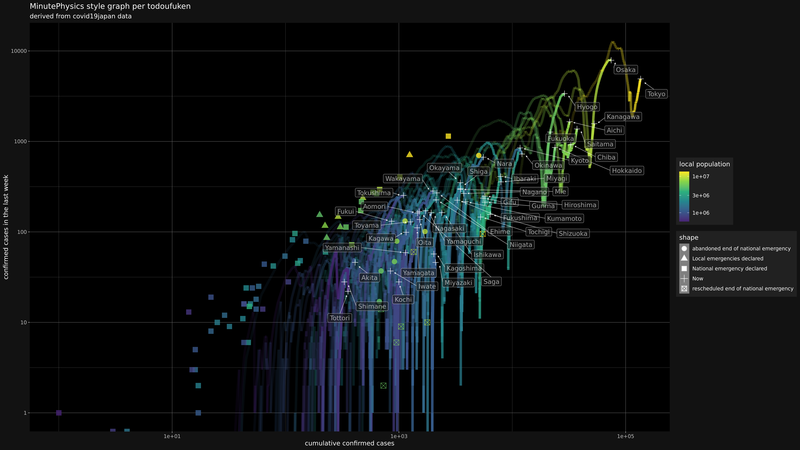 MinutePhysics style graph per todoufuken
derived from covid19japan data
confirmed cases in the last week
10000
1000
100
10
1
1e+01
1e+03
1e+05
cumulative confirmed cases
Osaka
Tokyo
Hyogo
Kanagawa
Aichi
Fukuoka
Saitama
Chiba
Kyoto
Hokkaido
Nara
Okinawa
Okayama
Shiga
Ibaraki
Miyagi
Wakayama
Nagano
Mie
Tokushima
Gifu
Hiroshima
Aomori
Gunma
Fukui
Fukushima
Kumamoto
Toyama
Nagasaki
Ehime
Tochigi
Shizuoka
Kagawa
Oita
Yamaguchi
Niigata
Yamanashi
Ishikawa
Akita
Yamagata
Kagoshima
Iwate
Miyazaki
Saga
Kochi
Shimane
Tottori
local population
1e+07
3e+06
1e+06
shape
abandoned end of national emergency
Local emergencies declared
National emergency declared
Now
rescheduled end of national emergency